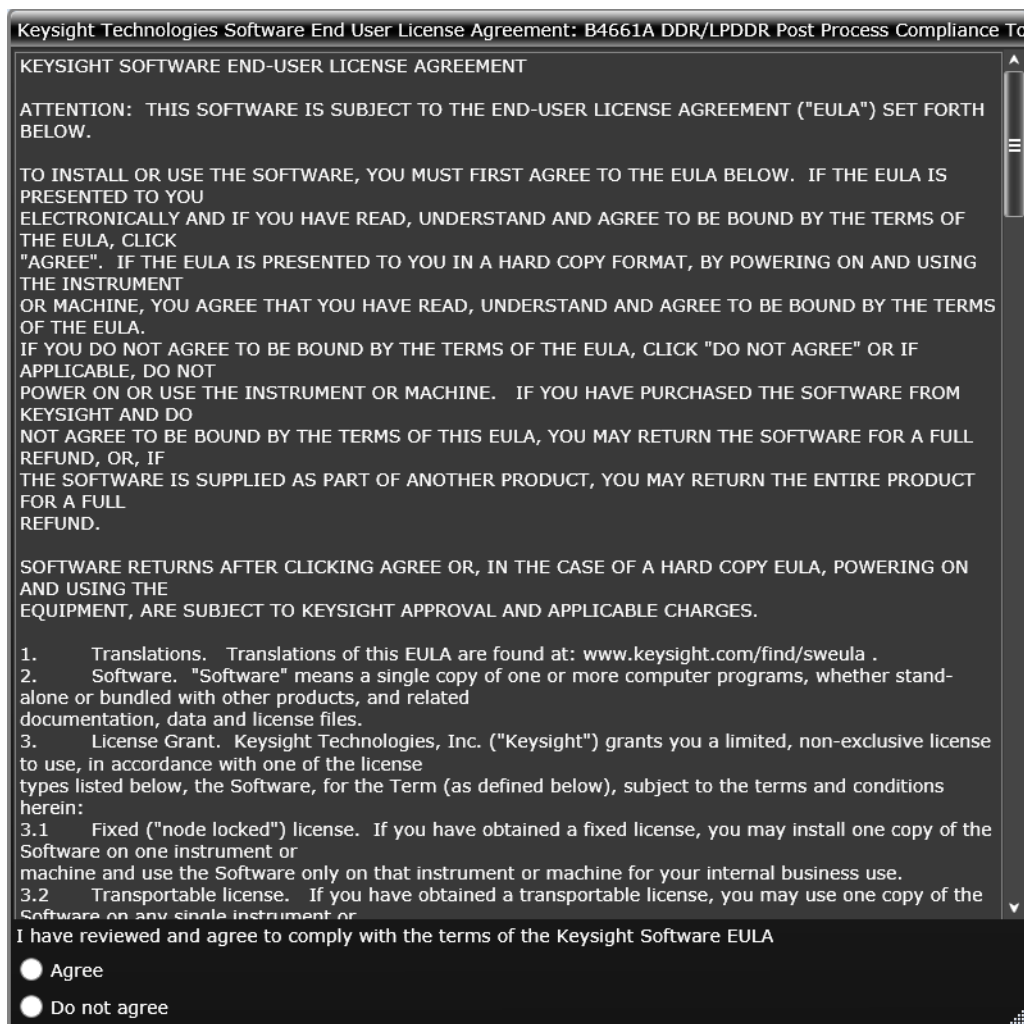 Keysight Technologies Software End User License Agreement: B4661A DDR/LPDDR Post Process Compliance To
KEYSIGHT SOFTWARE END-USER LICENSE AGREEMENT
ATTENTION:  THIS SOFTWARE IS SUBJECT TO THE END-USER LICENSE AGREEMENT ("EULA") SET FORTH
BELOW.
TO INSTALL OR USE THE SOFTWARE, YOU MUST FIRST AGREE TO THE EULA BELOW.  IF THE EULA IS
PRESENTED TO YOU
ELECTRONICALLY AND IF YOU HAVE READ, UNDERSTAND AND AGREE TO BE BOUND BY THE TERMS OF
THE EULA, CLICK
"AGREE".  IF THE EULA IS PRESENTED TO YOU IN A HARD COPY FORMAT, BY POWERING ON AND USING
THE INSTRUMENT
OR MACHINE, YOU AGREE THAT YOU HAVE READ, UNDERSTAND AND AGREE TO BE BOUND BY THE TERMS
OF THE EULA.
IF YOU DO NOT AGREE TO BE BOUND BY THE TERMS OF THE EULA, CLICK "DO NOT AGREE" OR IF
APPLICABLE, DO NOT
POWER ON OR USE THE INSTRUMENT OR MACHINE.   IF YOU HAVE PURCHASED THE SOFTWARE FROM
KEYSIGHT AND DO
NOT AGREE TO BE BOUND BY THE TERMS OF THIS EULA, YOU MAY RETURN THE SOFTWARE FOR A FULL
REFUND, OR, IF
THE SOFTWARE IS SUPPLIED AS PART OF ANOTHER PRODUCT, YOU MAY RETURN THE ENTIRE PRODUCT
FOR A FULL
REFUND.
SOFTWARE RETURNS AFTER CLICKING AGREE OR, IN THE CASE OF A HARD COPY EULA, POWERING ON
AND USING THE
EQUIPMENT, ARE SUBJECT TO KEYSIGHT APPROVAL AND APPLICABLE CHARGES.
1.	Translations.   Translations of this EULA are found at: www.keysight.com/find/sweula .
2.	Software.  "Software" means a single copy of one or more computer programs, whether stand-
alone or bundled with other products, and related
documentation, data and license files.
3.	License Grant.  Keysight Technologies, Inc. ("Keysight") grants you a limited, non-exclusive license
to use, in accordance with one of the license
types listed below, the Software, for the Term (as defined below), subject to the terms and conditions
herein:
3.1	Fixed ("node locked") license.  If you have obtained a fixed license, you may install one copy of the
Software on one instrument or
machine and use the Software only on that instrument or machine for your internal business use.
3.2	Transportable license.   If you have obtained a transportable license, you may use one copy of the
Software on any single instrument or
I have reviewed and agree to comply with the terms of the Keysight Software EULA
Agree
Do not agree